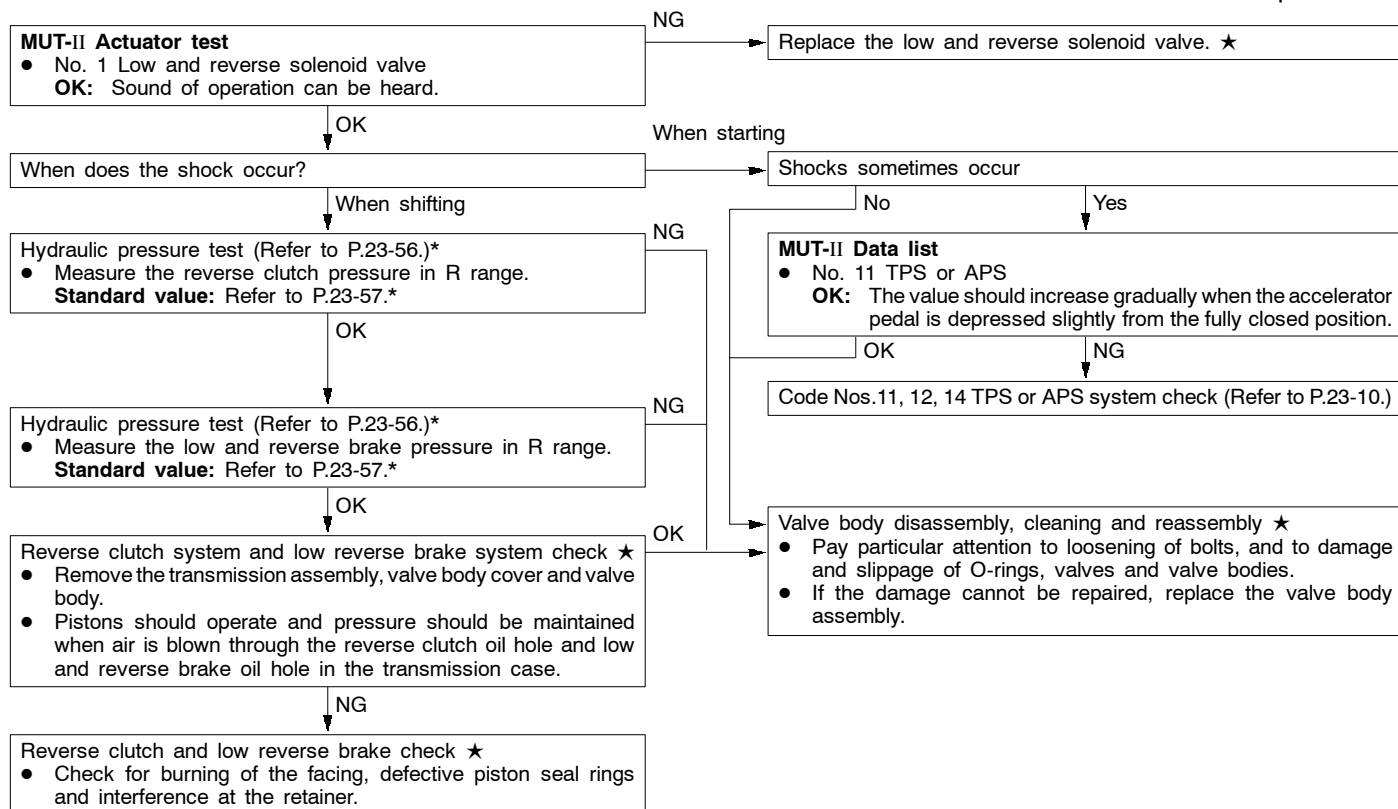 NG
MUT-II Actuator test
● No. 1 Low and reverse solenoid valve
OK: Sound of operation can be heard.
Replace the low and reverse solenoid valve. ★
OK
When starting
When does the shock occur?
Shocks sometimes occur
When shifting
No
Yes
Hydraulic pressure test (Refer to P.23-56.)*
● Measure the reverse clutch pressure in R range.
Standard value: Refer to P.23-57.*
NG
MUT-II Data list
● No. 11 TPS or APS
OK: The value should increase gradually when the accelerator
pedal is depressed slightly from the fully closed position.
OK
OK
NG
Code Nos.11, 12, 14 TPS or APS system check (Refer to P.23-10.)
Hydraulic pressure test (Refer to P.23-56.)*
● Measure the low and reverse brake pressure in R range.
Standard value: Refer to P.23-57.*
NG
OK
Reverse clutch system and low reverse brake system check ★
● Remove the transmission assembly, valve body cover and valve
body.
● Pistons should operate and pressure should be maintained
when air is blown through the reverse clutch oil hole and low
and reverse brake oil hole in the transmission case.
OK
Valve body disassembly, cleaning and reassembly ★
● Pay particular attention to loosening of bolts, and to damage
and slippage of O-rings, valves and valve bodies.
● If the damage cannot be repaired, replace the valve body
assembly.
NG
Reverse clutch and low reverse brake check ★
● Check for burning of the facing, defective piston seal rings
and interference at the retainer.